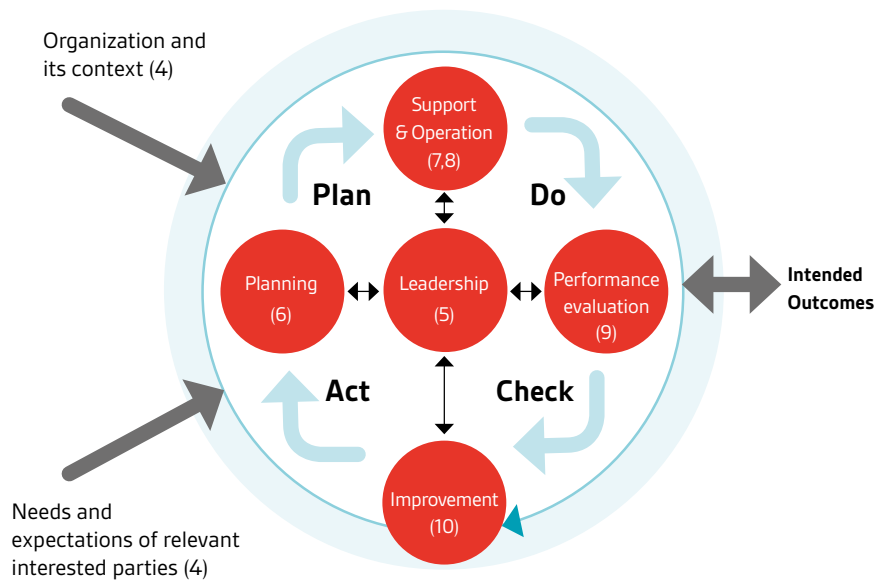 Organization and
its context (4)
Support
& Operation
(7,8)
Plan
Do
Planning
(6)
Leadership
(5)
Performance
evaluation
(9)
Intended
Outcomes
Act
Check
Improvement
(10)
Needs and
expectations of relevant
interested parties (4)